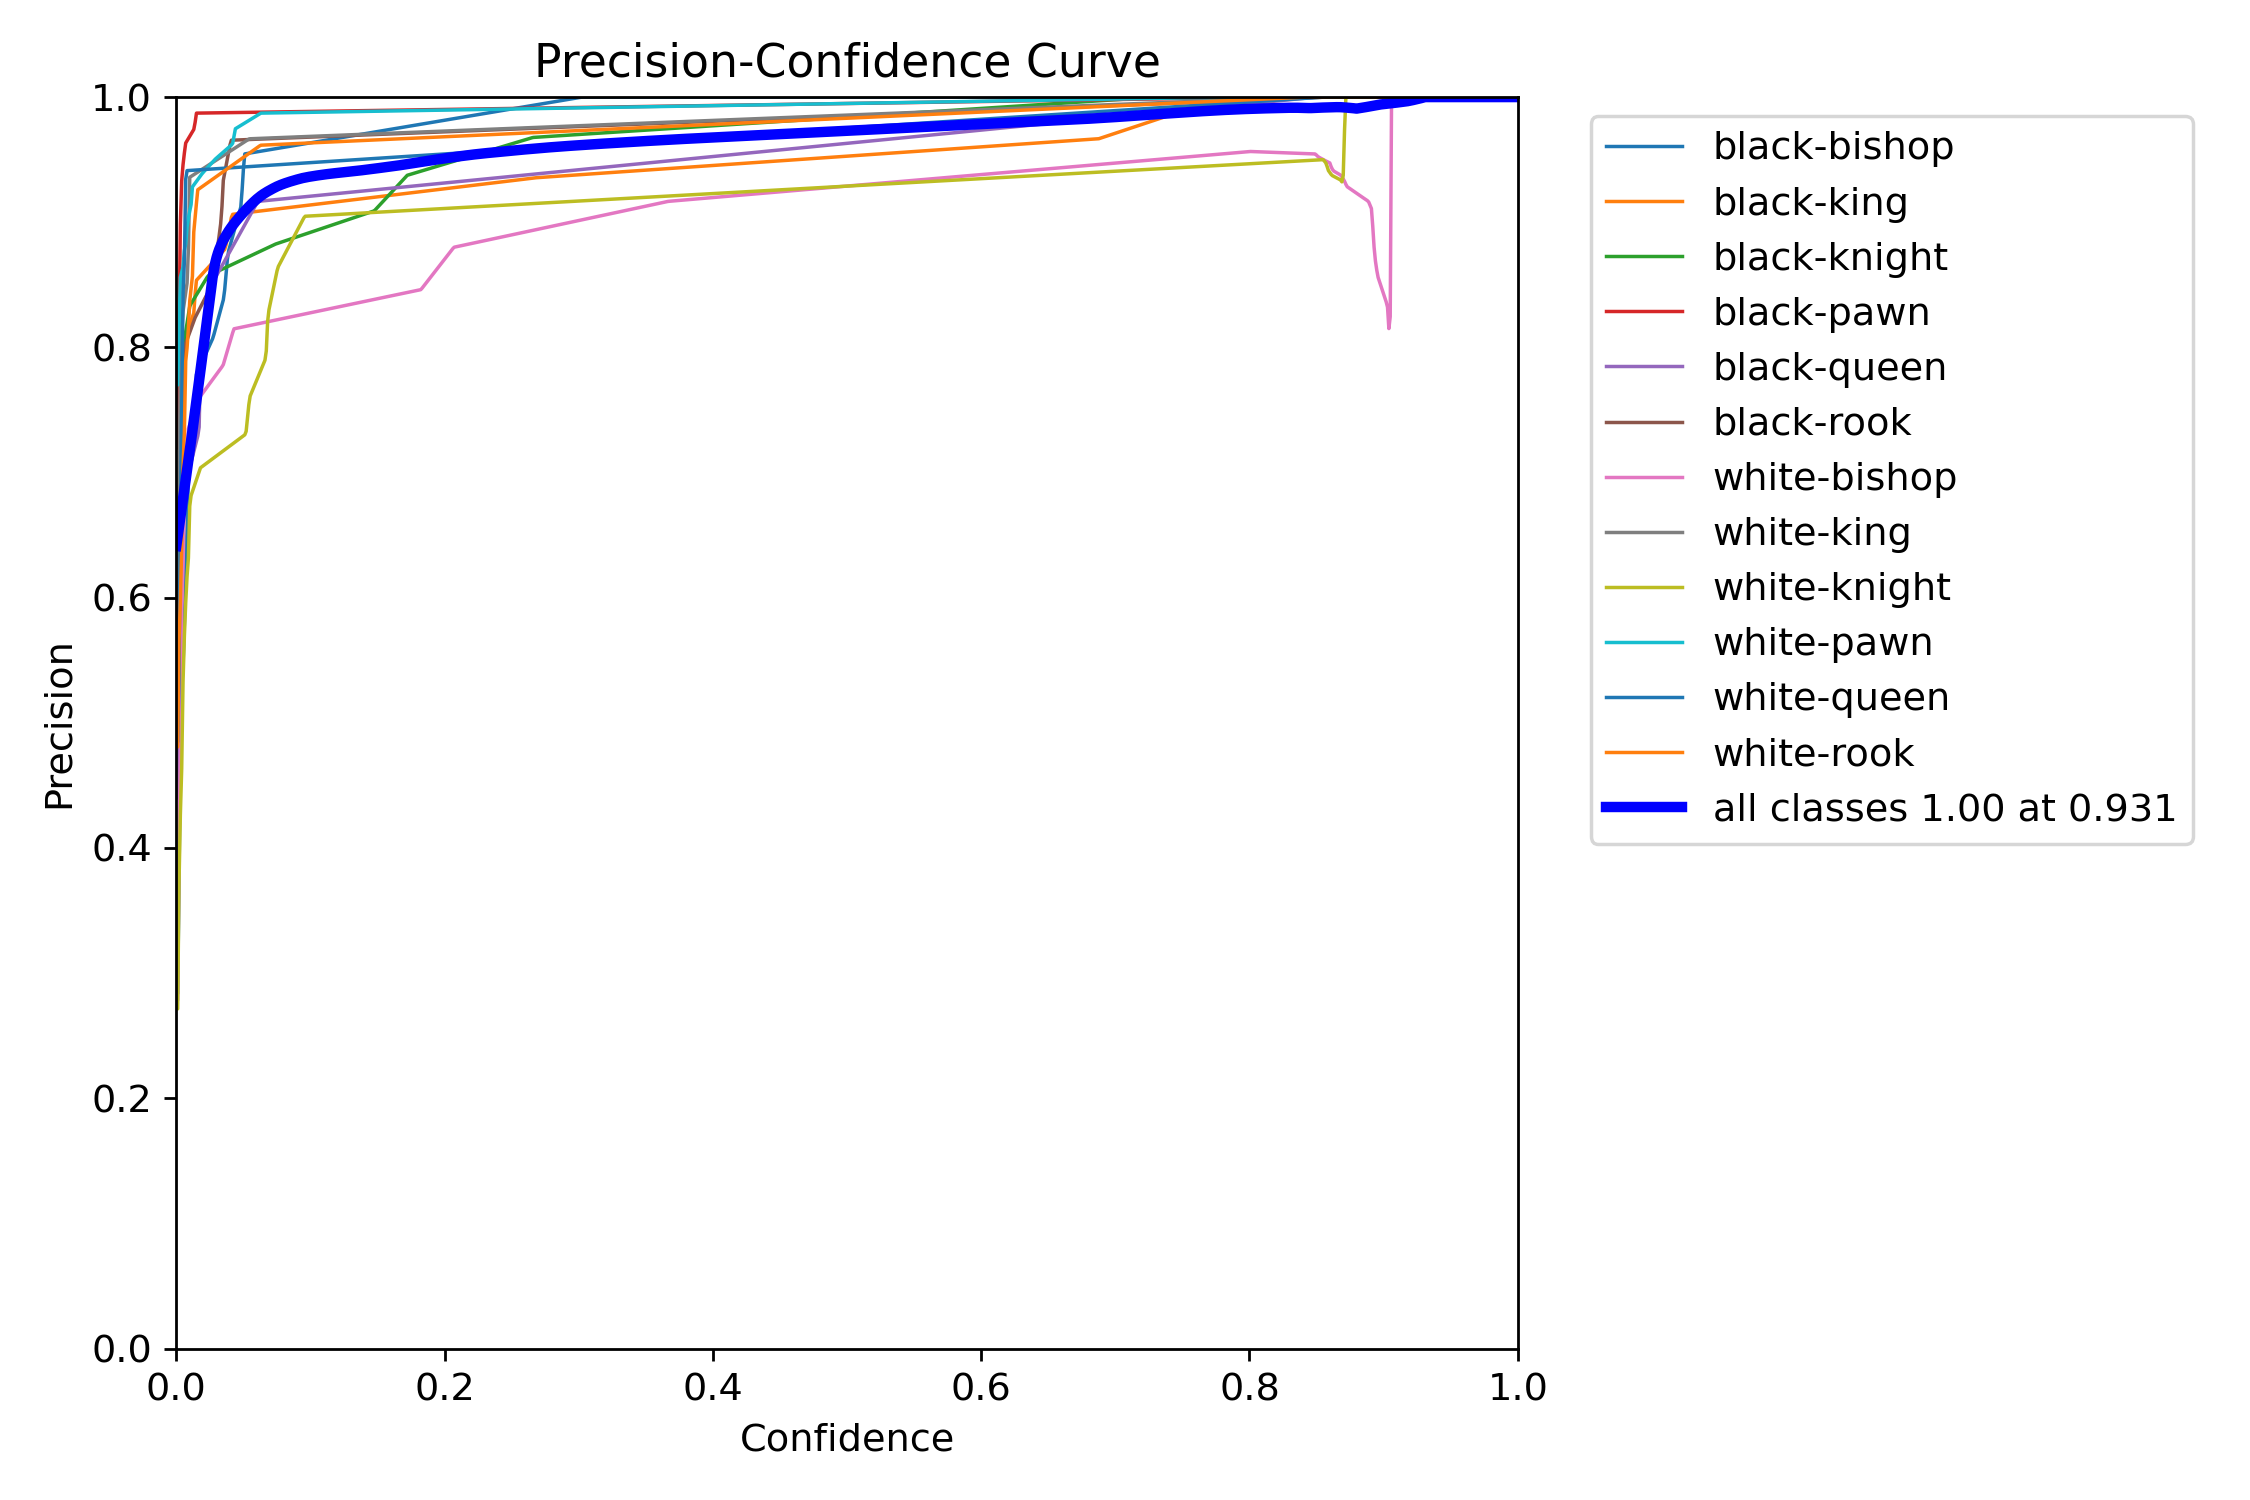 Precision-Confidence Curve
1.0
0.8
0.6
0.4
0.2
0.0
Precision
0.0 0.2 0.4 0.6 0.8 1.0
Confidence
black-bishop
black-king
black-knight
black-pawn
black-queen
black-rook
white-bishop
white-king
white-knight
white-pawn
white-queen
white-rook
all classes 1.00 at 0.931